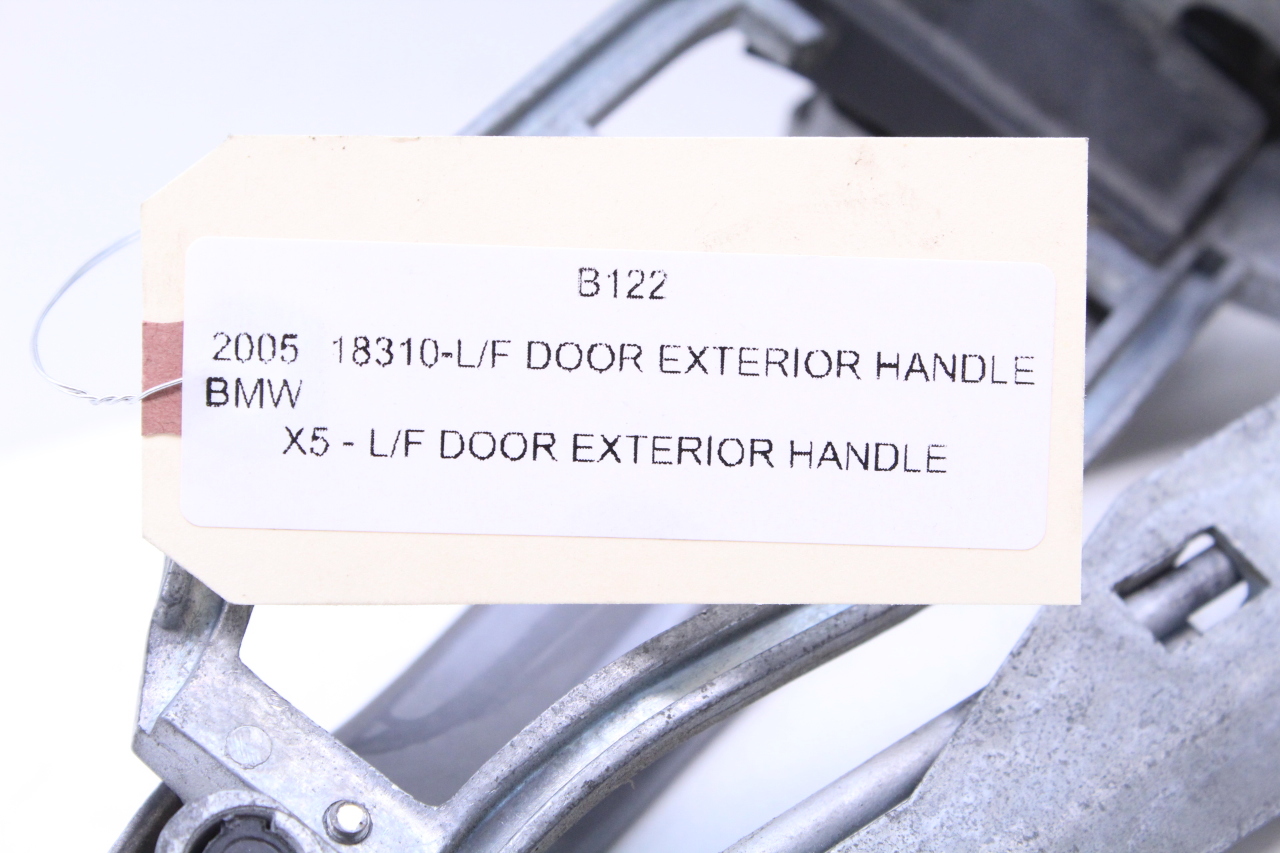 B122
2005 18310-L/F DOOR EXTERIOR HANDLE
BMW
X5 - L/F DOOR EXTERIOR HANDLE